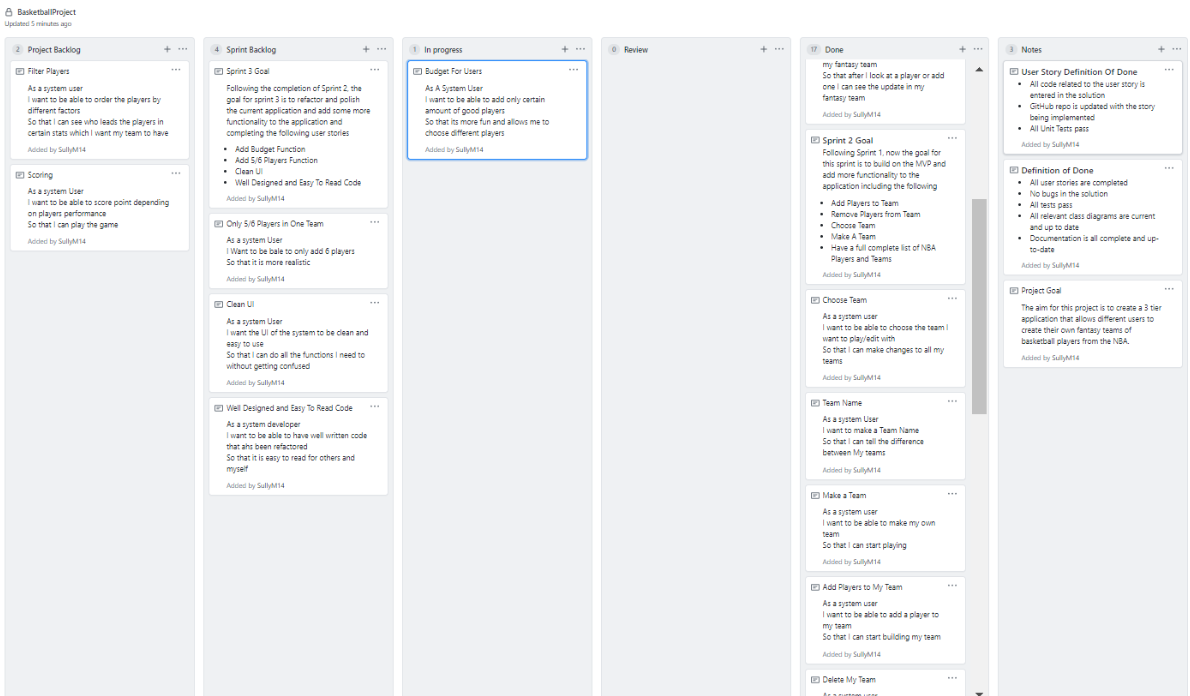 BasketballProject
Updated 5 minutes ago
2 Project Backlog
Filter Players
As a system user
I want to be able to order the players by
different factors
So that I can see who leads the players in
certain stats which I want my team to have
Added by SullyM14
Scoring
As a system User
I want to be able to score point depending
on players performance
So that I can play the game
Added by SullyM14
4 Sprint Backlog
Sprint 3 Goal
Following the completion of Sprint 2, the
goal for sprint 3 is to refactor and polish
the current application and add some more
functionality to the application and
completing the following user stories
• Add Budget Function
• Add 5/6 Players Function
• Clean UI
• Well Designed and Easy To Read Code
Added by SullyM14
Only 5/6 Players in One Team
As a system User
I Want to be bale to only add 6 players
So that it is more realistic
Added by SullyM14
Clean UI
As a system User
I want the UI of the system to be clean and
easy to use
So that I can do all the functions I need to
without getting confused
Added by SullyM14
Well Designed and Easy To Read Code
As a system developer
I want to be able to have well written code
that ahs been refactored
So that it is easy to read for others and
myself
Added by SullyM14
1 In progress
Budget For Users
As A System User
I want to be able to add only certain
amount of good players
So that its more fun and allows me to
choose different players
Added by SullyM14
0 Review
17 Done
my fantasy team
So that after I look at a player or add
one I can see the update in my
fantasy team
Added by SullyM14
Sprint 2 Goal
Following Sprint 1, now the goal for
this sprint is to build on the MVP and
add more functionality to the
application including the following
• Add Players to Team
• Remove Players from Team
• Choose Team
• Make A Team
• Have a full complete list of NBA
Players and Teams
Added by SullyM14
Choose Team
As a system user
I want to be able to choose the team I
want to play/edit with
So that I can make changes to all my
teams
Added by SullyM14
Team Name
As a system User
I want to make a Team Name
So that I can tell the difference
between My teams
Added by SullyM14
Make a Team
As a system user
I want to be able to make my own
team
So that I can start playing
Added by SullyM14
Add Players to My Team
As a system user
I want to be able to add a player to
my team
So that I can start building my team
Added by SullyM14
Delete My Team
As a system user
3 Notes
User Story Definition Of Done
• All code related to the user story is
entered in the solution
• GitHub repo is updated with the story
being implemented
• All Unit Tests pass
Added by SullyM14
Definition of Done
• All user stories are completed
• No bugs in the solution
• All tests pass
• All relevant class diagrams are current
and up to date
• Documentation is all complete and up-
to-date
Added by SullyM14
Project Goal
The aim for this project is to create a 3 tier
application that allows different users to
create their own fantasy teams of
basketball players from the NBA.
Added by SullyM14